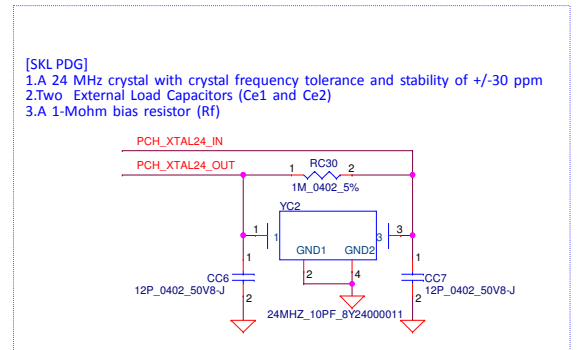 [SKL PDG]
1.A 24 MHz crystal with crystal frequency tolerance and stability of +/-30 ppm
2.Two External Load Capacitors (Ce1 and Ce2)
3.A 1-Mohm bias resistor (Rf)
PCH_XTAL24_IN
PCH_XTAL24_OUT
RC30
1 2
1M_0402_5%
YC2
1 1 3 3
GND1 GND2
1 2 4 1
CC6 CC7
12P_0402_50V8-J 12P_0402_50V8-J
2 2
24MHZ_10PF_8Y24000011